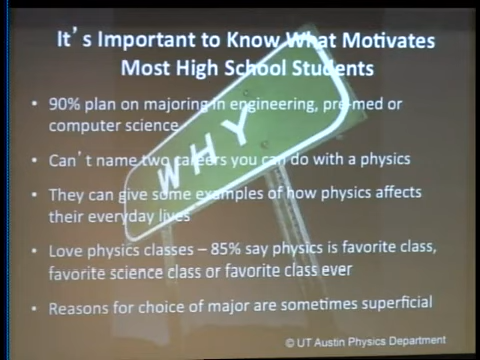 It's Important to Know What Motivates
Most High School Students
• 90% plan on majoring in engineering, pre-med or
computer science
• Can't name two careers you can do with a physics
• They can give some examples of how physics affects
their everyday lives
• Love physics classes – 85% say physics is favorite class,
favorite science class or favorite class ever
• Reasons for choice of major are sometimes superficial
WHY
© UT Austin Physics Department